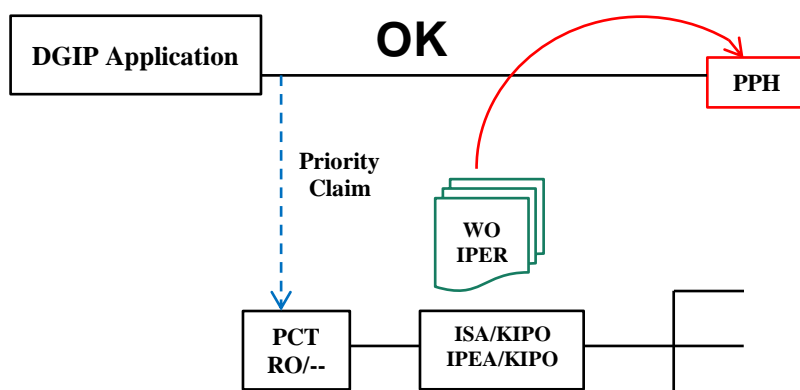 OK
DGIP Application
PPH
Priority
Claim
WO
IPER
PCT
RO/--
ISA/KIPO
IPEA/KIPO